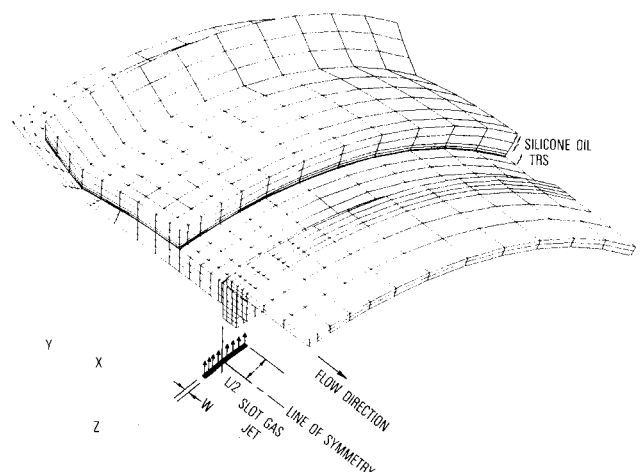 SILICONE OIL
TRS
Y
X
Z
FLOW DIRECTION
L/2
W
SLOT GAS
JET
LINE OF SYMMETRY